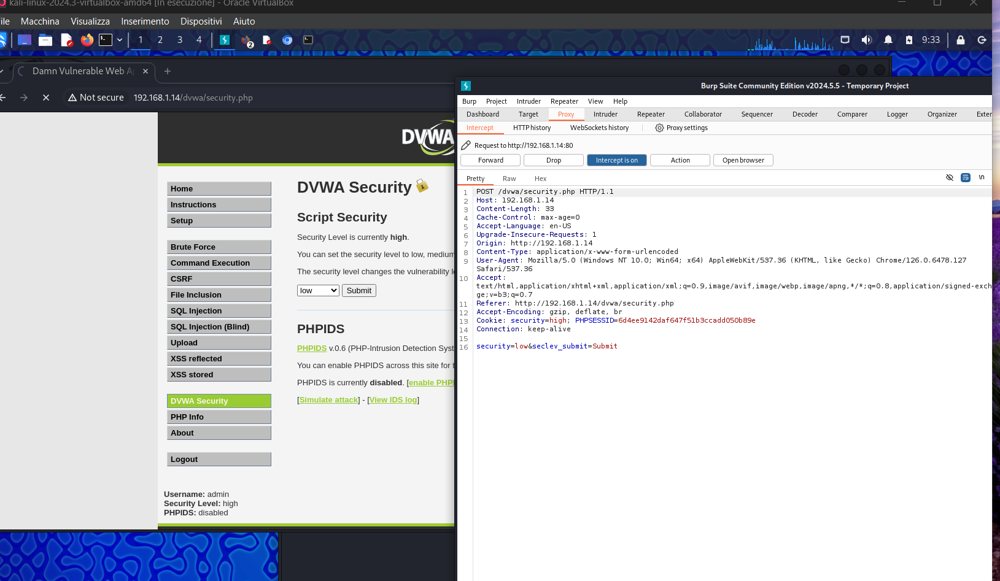 kali-linux-2024.3-virtualbox-amd64 [In esecuzione] - Oracle VirtualBox
ile Macchina Visualizza Inserimento Dispositivi Aiuto
1 2 3 4 2 9:33
Damn Vulnerable Web Ap
Not secure 192.168.1.14/dvwa/security.php
DVWA
Home
Instructions
Setup
Brute Force
Command Execution
CSRF
File Inclusion
SQL Injection
SQL Injection (Blind)
Upload
XSS reflected
XSS stored
DVWA Security
PHP Info
About
Logout
Username: admin
Security Level: high
PHPIDS: disabled
DVWA Security
Script Security
Security Level is currently high.
You can set the security level to low, medium
The security level changes the vulnerability l
low Submit
PHPIDS
PHPIDS v.0.6 (PHP-Intrusion Detection Syst
You can enable PHPIDS across this site for t
PHPIDS is currently disabled. [enable PHPI
[Simulate attack] - [View IDS log]
Burp Suite Community Edition v2024.5.5 - Temporary Project
Burp Project Intruder Repeater View Help
Dashboard Target Proxy Intruder Repeater Collaborator Sequencer Decoder Comparer Logger Organizer Exter
Intercept HTTP history WebSockets history Proxy settings
Request to http://192.168.1.14:80
Forward Drop Intercept is on Action Open browser
Pretty Raw Hex \n
1 POST /dvwa/security.php HTTP/1.1
2 Host: 192.168.1.14
3 Content-Length: 33
4 Cache-Control: max-age=0
5 Accept-Language: en-US
6 Upgrade-Insecure-Requests: 1
7 Origin: http://192.168.1.14
8 Content-Type: application/x-www-form-urlencoded
9 User-Agent: Mozilla/5.0 (Windows NT 10.0; Win64; x64) AppleWebKit/537.36 (KHTML, like Gecko) Chrome/126.0.6478.127
Safari/537.36
10 Accept:
text/html,application/xhtml+xml,application/xml;q=0.9,image/avif,image/webp,image/apng,*/*;q=0.8,application/signed-exch
ge;v=b3;q=0.7
11 Referer: http://192.168.1.14/dvwa/security.php
12 Accept-Encoding: gzip, deflate, br
13 Cookie: security=high; PHPSESSID=6d4ee9142daf647f51b3ccadd050b89e
14 Connection: keep-alive
15
16 security=low&seclev_submit=Submit